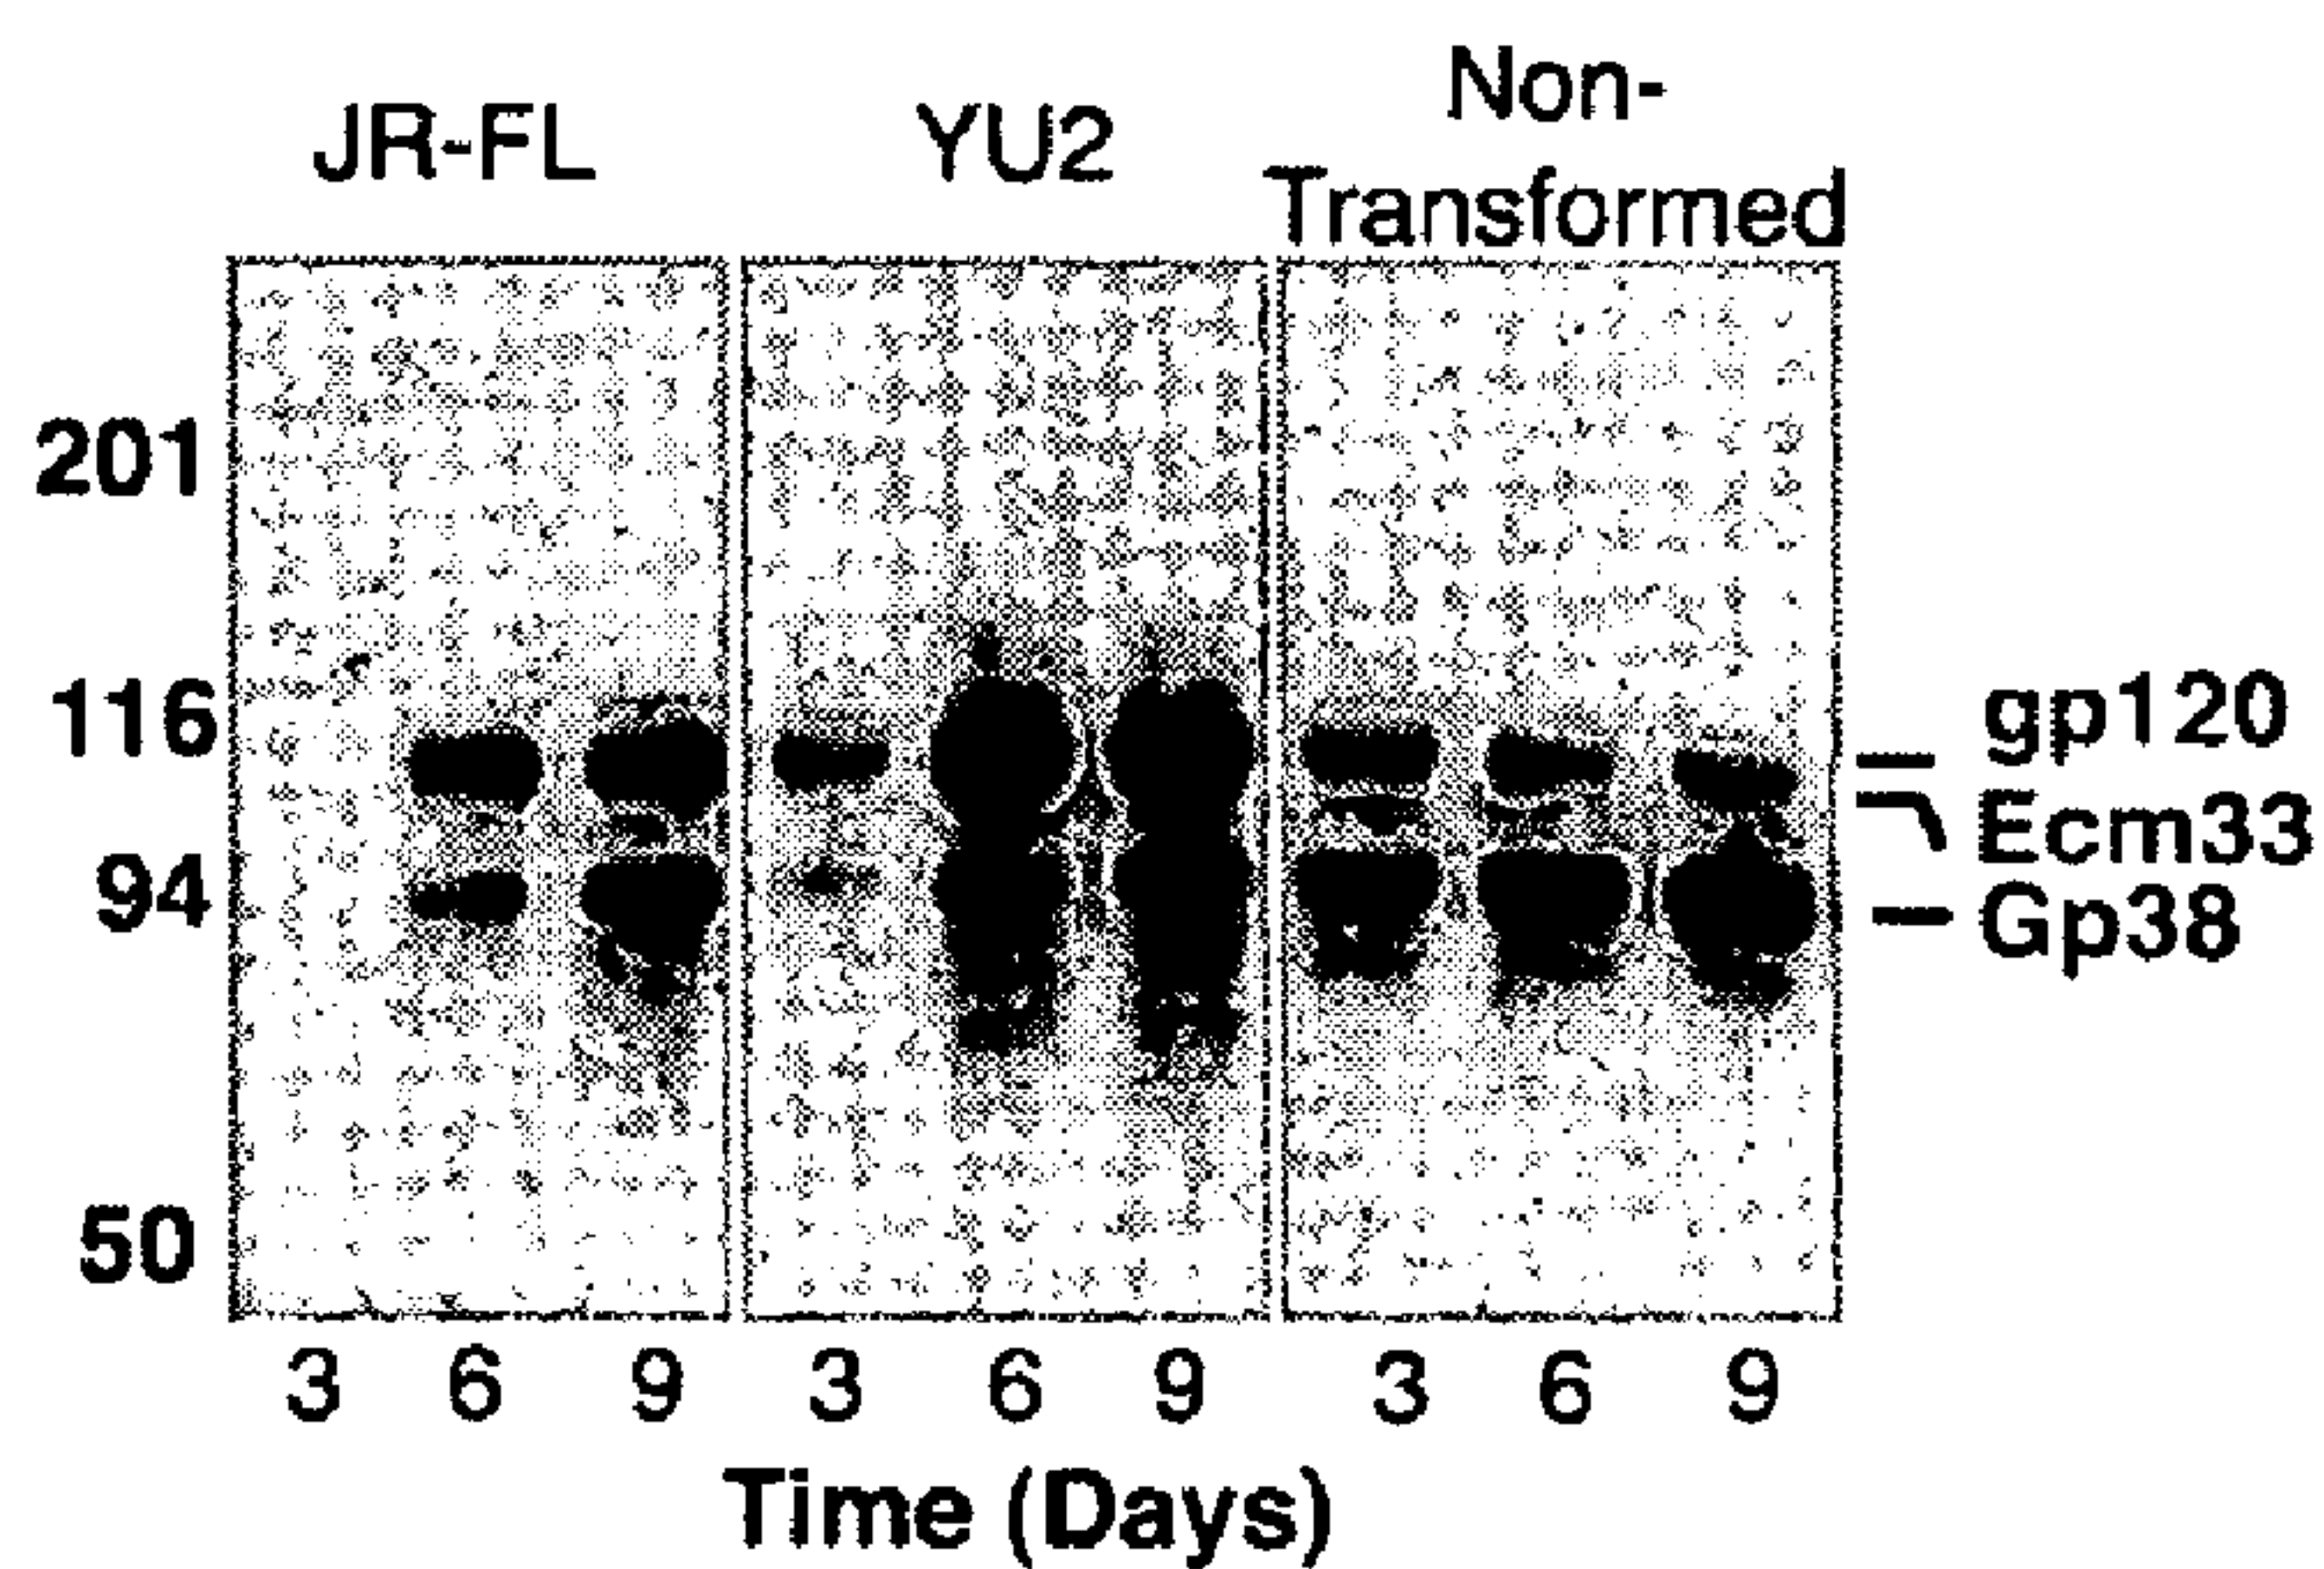 JR-FL
YU2
Non-
Transformed
201
116
94
50
gp120
Ecm33
Gp38
3 6 9 3 6 9 3 6 9
Time (Days)